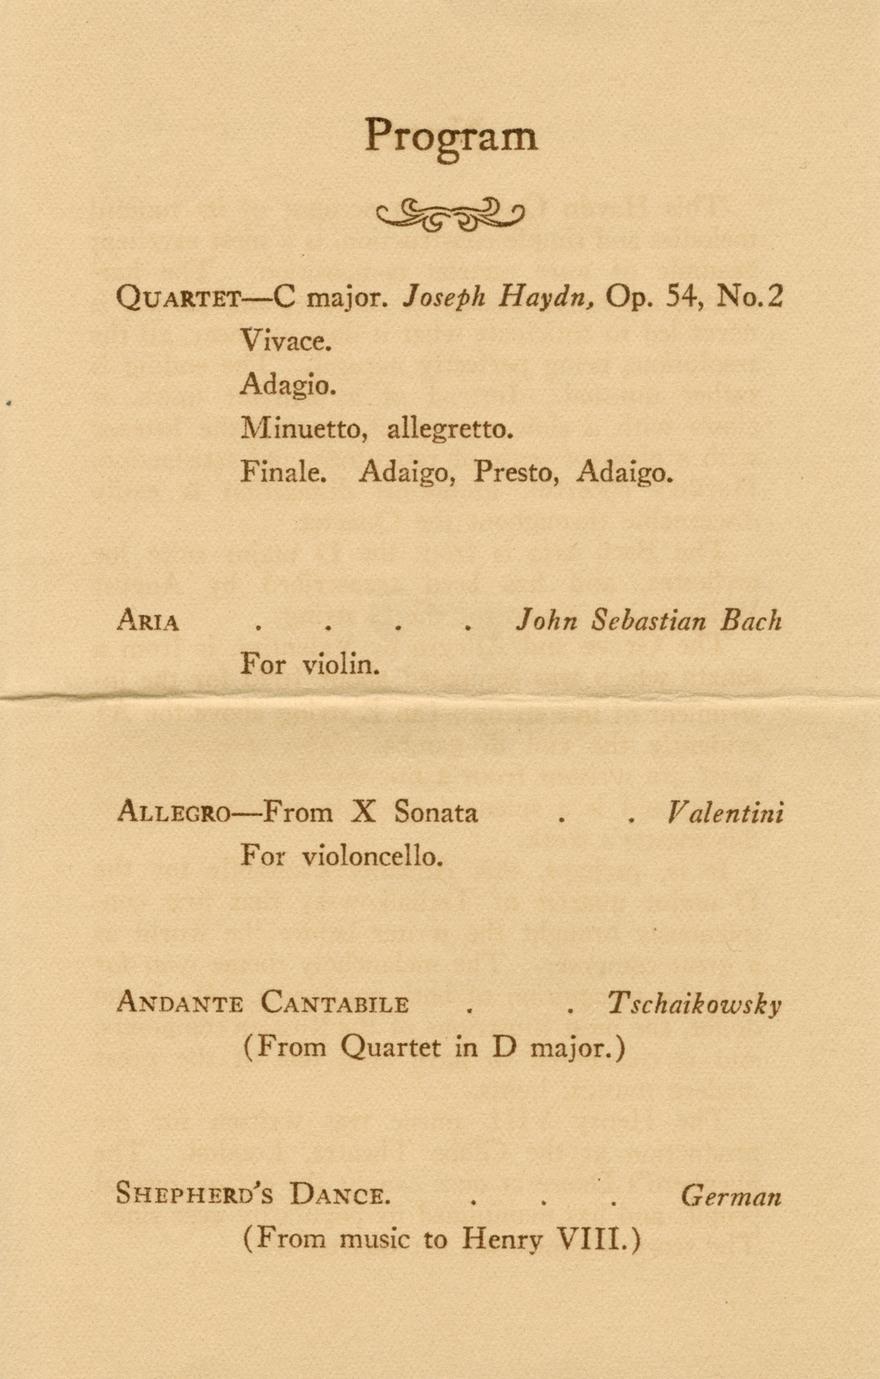 Program
QUARTET—C major. Joseph Haydn, Op. 54, No.2
Vivace.
Adagio.
Minuetto, allegretto.
Finale. Adaigo, Presto, Adaigo.
ARIA . . . . John Sebastian Bach
For violin.
ALLEGRO—From X Sonata . . Valentini
For violoncello.
ANDANTE CANTABILE . . Tschaikowsky
(From Quartet in D major.)
SHEPHERD'S DANCE. . . . German
(From music to Henry VIII.)